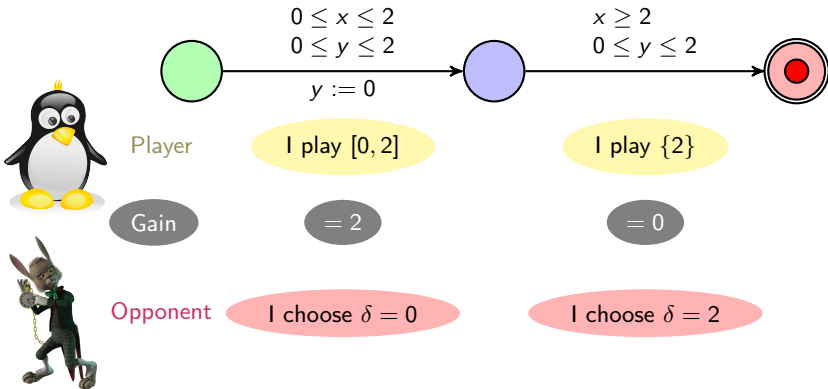 0 ≤ x ≤ 2
0 ≤ y ≤ 2
y := 0
x ≥ 2
0 ≤ y ≤ 2
Player
I play [0, 2]
I play {2}
Gain
= 2
= 0
Opponent
I choose δ = 0
I choose δ = 2